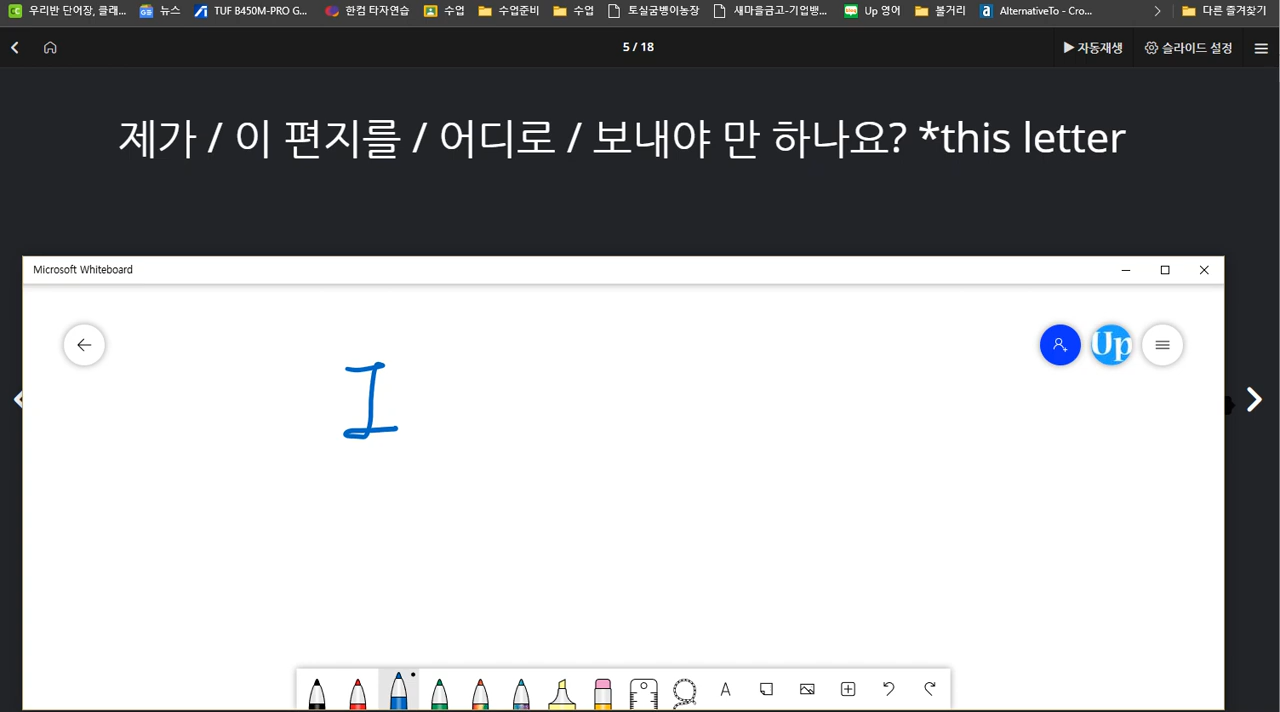 우리반 단어장, 클래... 뉴스 TUF B450M-PRO G... 한컴 타자연습 수업 수업준비 수업 토실굼벵이농장 새마을금고-기업뱅... Up 영어 볼거리 AlternativeTo - Cro... 다른 즐겨찾기
5 / 18 자동재생 슬라이드 설정
제가 / 이 편지를 / 어디로 / 보내야 만 하나요? *this letter
Microsoft Whiteboard
Up
I
A